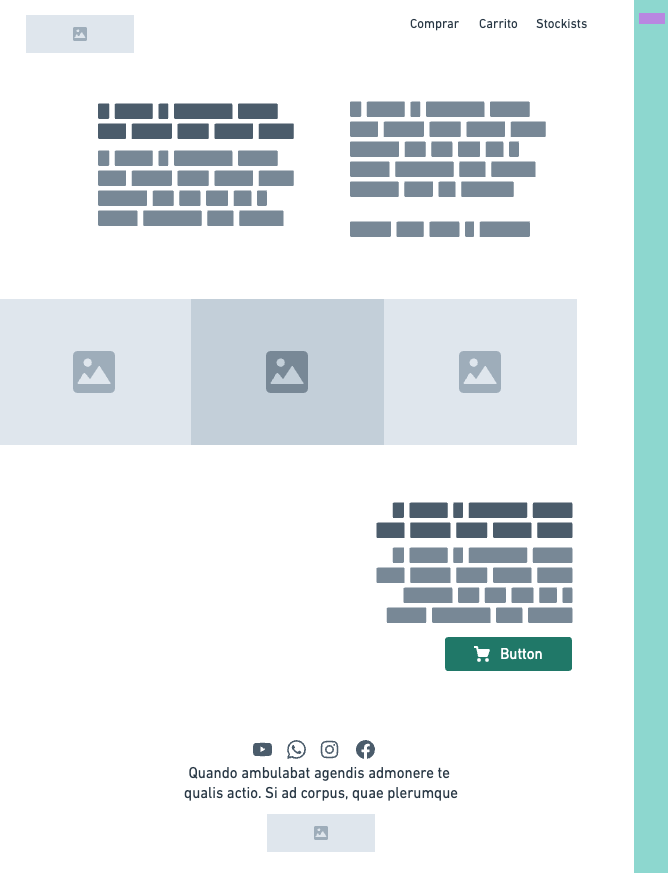 Comprar Carrito Stockists
Button
Quando ambulabat agendis admonere te
qualis actio. Si ad corpus, quae plerumque